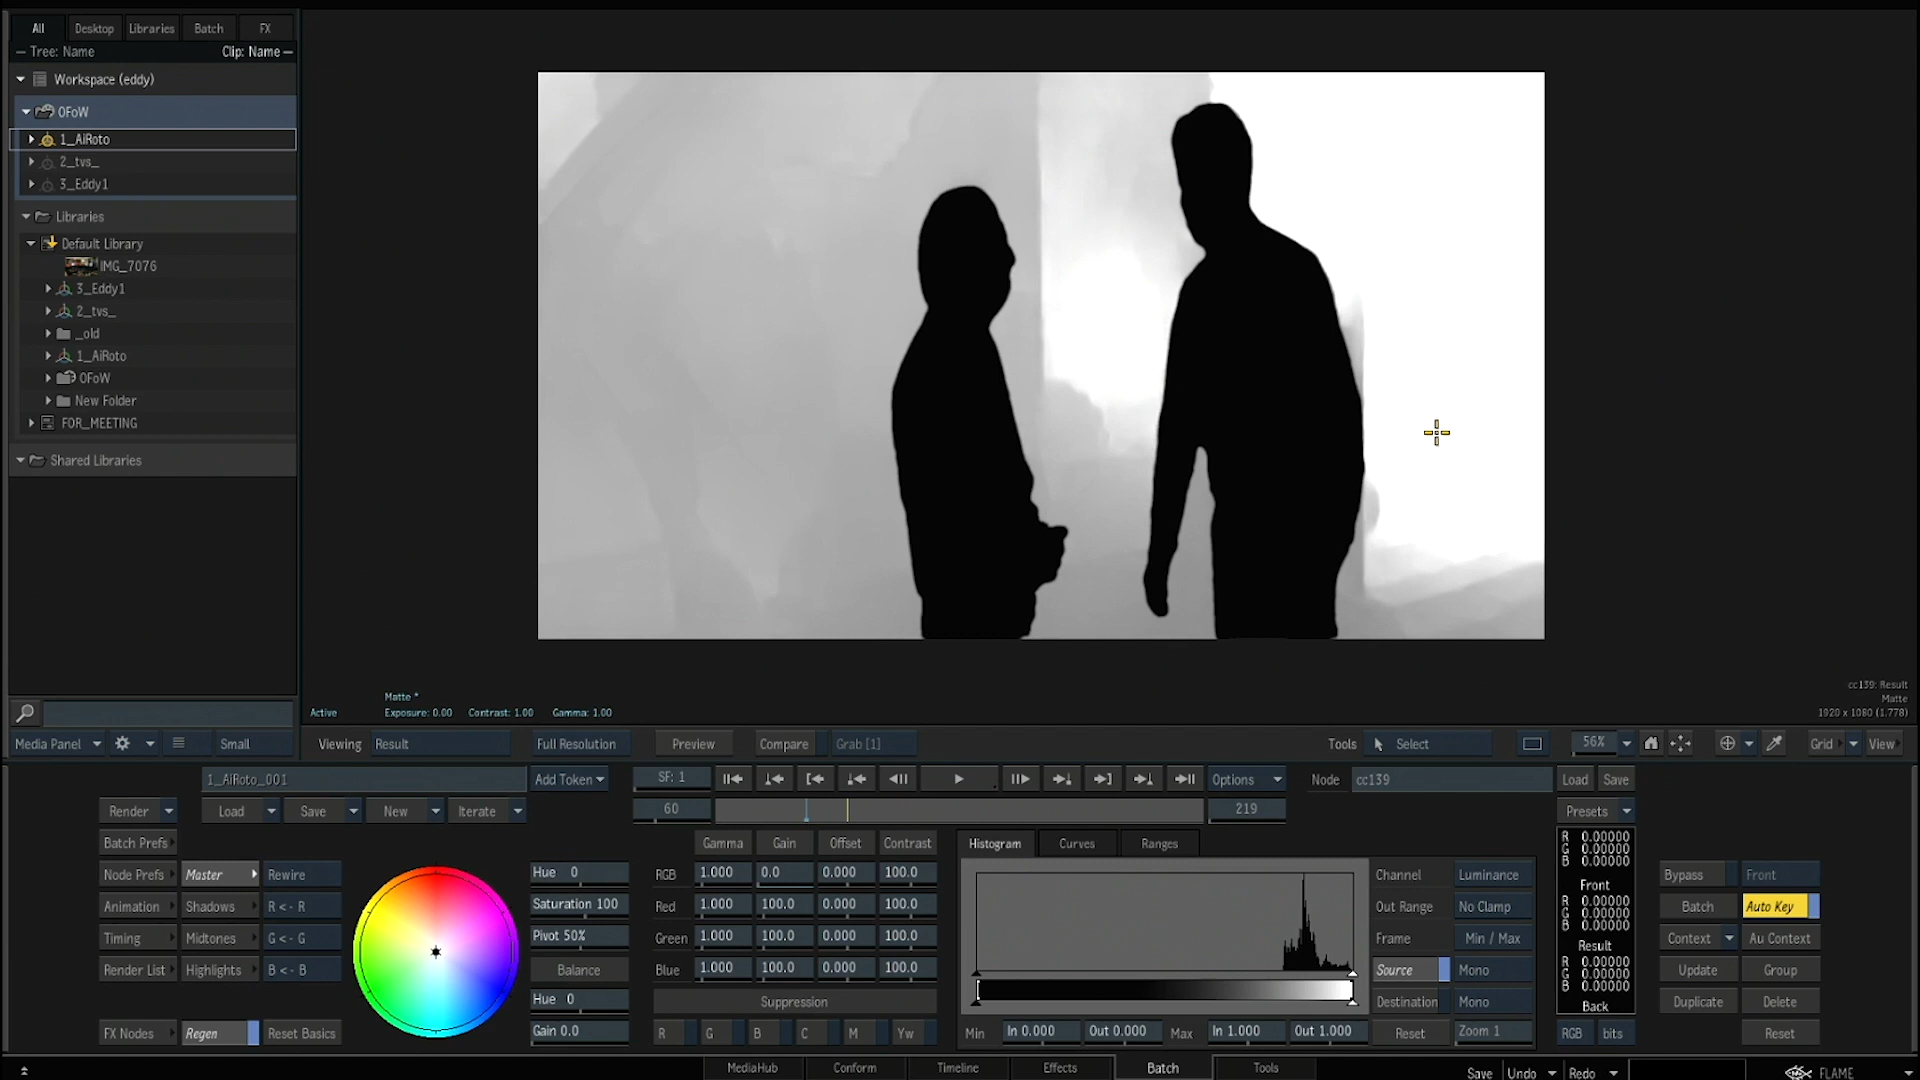 All Desktop Libraries Batch FX
Tree: Name Clip: Name
Workspace (eddy)
OFoW
1_AiRoto
2_tvs_
3_Eddy1
Libraries
Default Library
IMG_7076
3_Eddy1
2_tvs_
_old
1_AiRoto
OFoW
New Folder
FOR_MEETING
Shared Libraries
cc139: Result
Matte
1920 x 1080 (1.778)
Matte *
Active Exposure: 0.00 Contrast: 1.00 Gamma: 1.00
Media Panel Small Viewing Result Full Resolution Preview Compare Grab [1] Tools Select 56% Grid View
1_AiRoto_001 Add Token SF: 1 Options Node cc139 Load Save
Render Load Save New Iterate 60 219 Presets
Batch Prefs Gamma Gain Offset Contrast Histogram Curves Ranges
R 0.00000
G 0.00000
B 0.00000
Node Prefs Master Rewire Hue 0 RGB 1.000 0.0 0.000 100.0 Channel Luminance Front Bypass Front
Animation Shadows R <- R Saturation 100 Red 1.000 100.0 0.000 100.0 Out Range No Clamp
R 0.00000
G 0.00000
B 0.00000
Batch Auto Key
Timing Midtones G <- G Pivot 50% Green 1.000 100.0 0.000 100.0 Frame Min / Max Result Context Au Context
Render List Highlights B <- B Balance Blue 1.000 100.0 0.000 100.0 Source Mono
R 0.00000
G 0.00000
B 0.00000
Update Group
Hue 0 Suppression Destination Mono Back Duplicate Delete
FX Nodes Regen Reset Basics Gain 0.0 R G B C M Yw Min In 0.000 Out 0.000 Max In 1.000 Out 1.000 Reset Zoom 1 RGB bits Reset
MediaHub Conform Timeline Effects Batch Tools Save Undo Redo FLAME